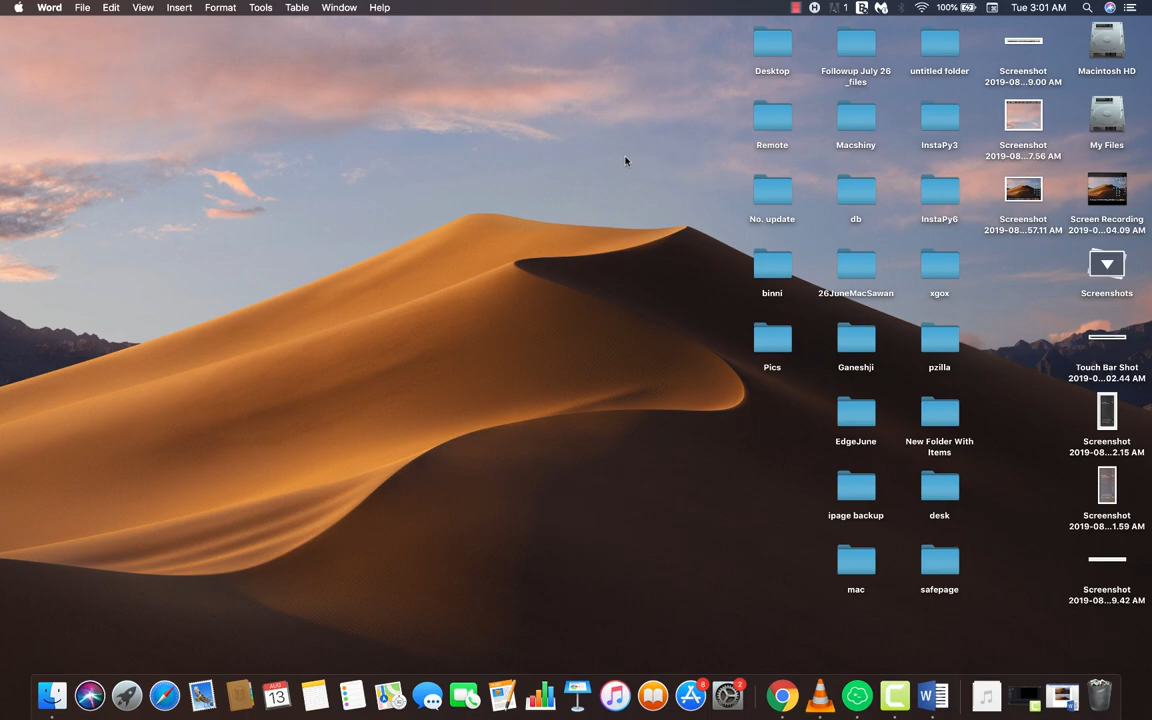 Word File Edit View Insert Format Tools Table Window Help 1 100% Tue 3:01 AM
Desktop
Followup July 26
_files
untitled folder
Screenshot
2019-08...9.00 AM
Macintosh HD
Remote
Macshiny
InstaPy3
Screenshot
2019-08...7.56 AM
My Files
No. update
db
InstaPy6
Screenshot
2019-08...57.11 AM
Screen Recording
2019-0...04.09 AM
binni
26JuneMacSawan
xgox
Screenshots
Pics
Ganeshji
pzilla
Touch Bar Shot
2019-0...02.44 AM
EdgeJune
New Folder With
Items
Screenshot
2019-08...2.15 AM
ipage backup
desk
Screenshot
2019-08...1.59 AM
mac
safepage
Screenshot
2019-08...9.42 AM
AUG
13
8
2
W